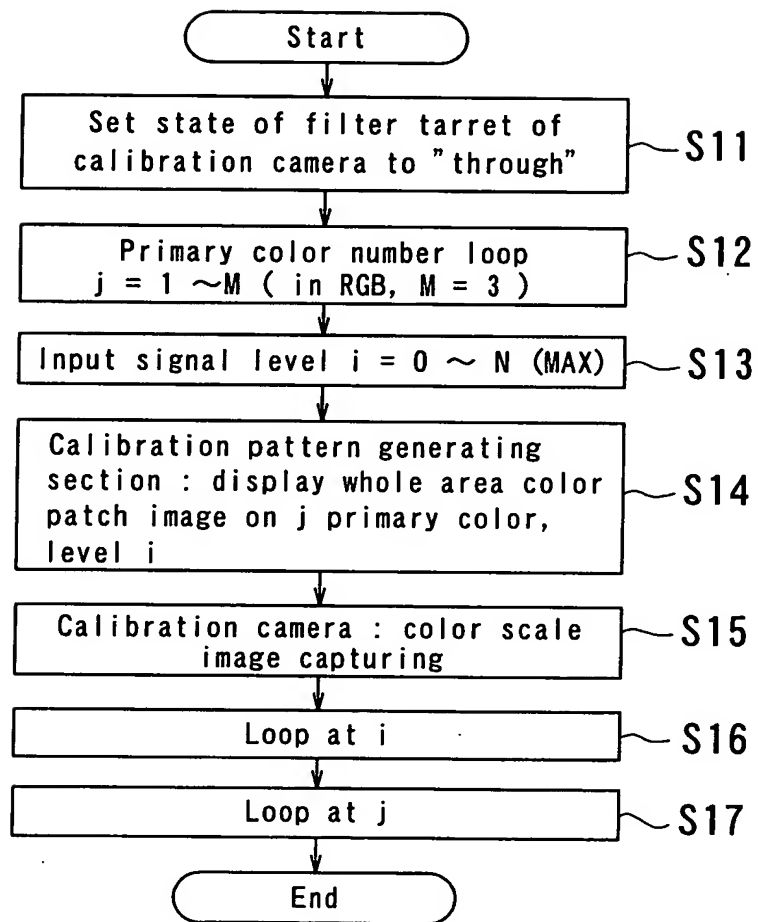 Start
Set state of filter tarret of
calibration camera to "through"
S11
Primary color number loop
j = 1 ~M ( in RGB, M = 3 )
S12
Input signal level i = 0 ~ N (MAX)
S13
Calibration pattern generating
section : display whole area color
patch image on j primary color,
level i
S14
Calibration camera : color scale
image capturing
S15
Loop at i
S16
Loop at j
S17
End